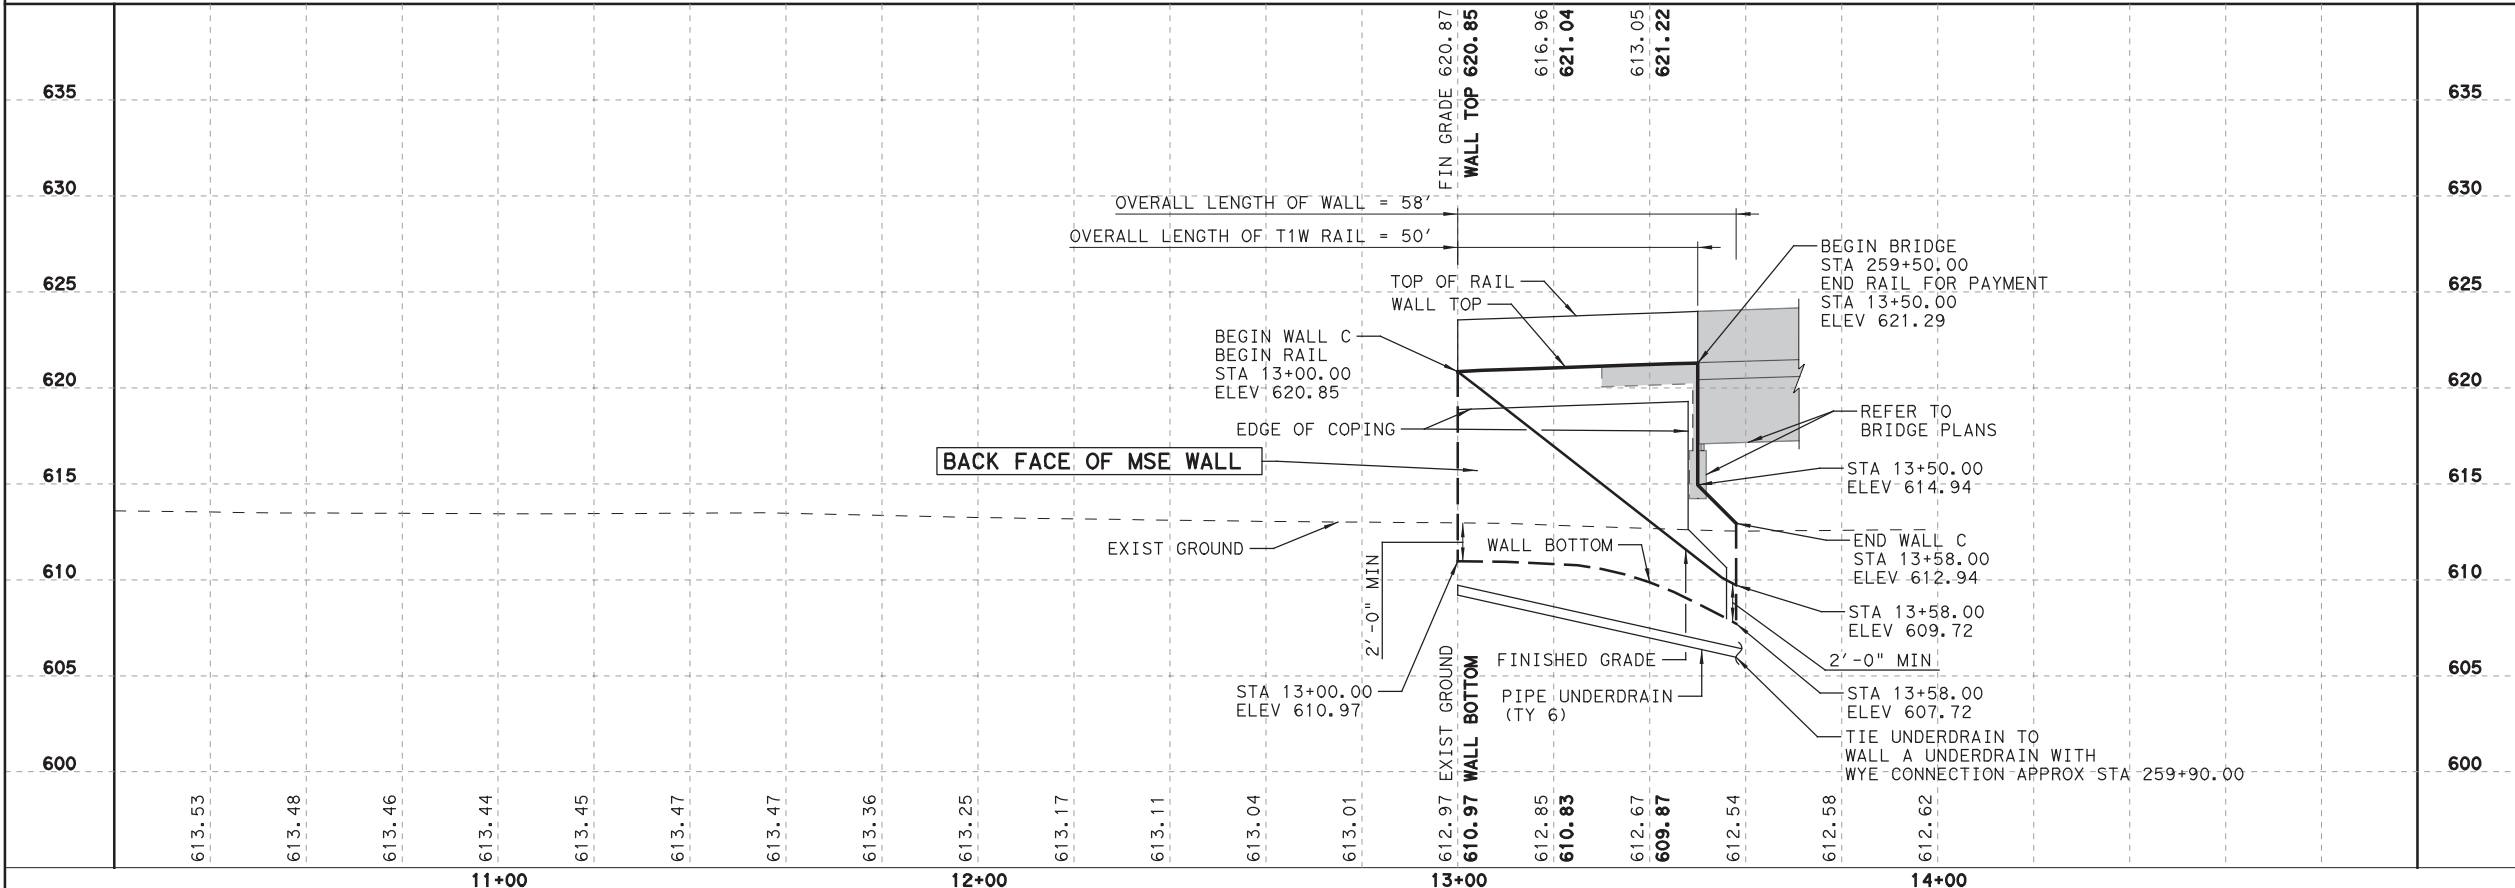 FIN GRADE 620.87
WALL TOP 620.85
616.96
621.04
613.05
621.22
635
635
630
630
OVERALL LENGTH OF WALL = 58'
OVERALL LENGTH OF T1W RAIL = 50'
BEGIN BRIDGE
STA 259+50.00
END RAIL FOR PAYMENT
STA 13+50.00
ELEV 621.29
625
625
TOP OF RAIL
WALL TOP
BEGIN WALL C
BEGIN RAIL
STA 13+00.00
ELEV 620.85
620
620
REFER TO
BRIDGE PLANS
EDGE OF COPING
BACK FACE OF MSE WALL
STA 13+50.00
ELEV 614.94
615
615
EXIST GROUND
WALL BOTTOM
END WALL C
STA 13+58.00
ELEV 612.94
610
610
2'-0" MIN
STA 13+58.00
ELEV 609.72
FINISHED GRADE
2'-0" MIN
605
605
STA 13+00.00
ELEV 610.97
PIPE UNDERDRAIN
(TY 6)
STA 13+58.00
ELEV 607.72
TIE UNDERDRAIN TO
WALL A UNDERDRAIN WITH
WYE CONNECTION APPROX STA 259+90.00
600
600
613.53
613.48
613.46
613.44
613.45
613.47
613.47
613.36
613.25
613.17
613.11
613.04
613.01
612.97 EXIST GROUND
610.97 WALL BOTTOM
612.85
610.83
612.67
609.87
612.54
612.58
612.62
11+00
12+00
13+00
14+00